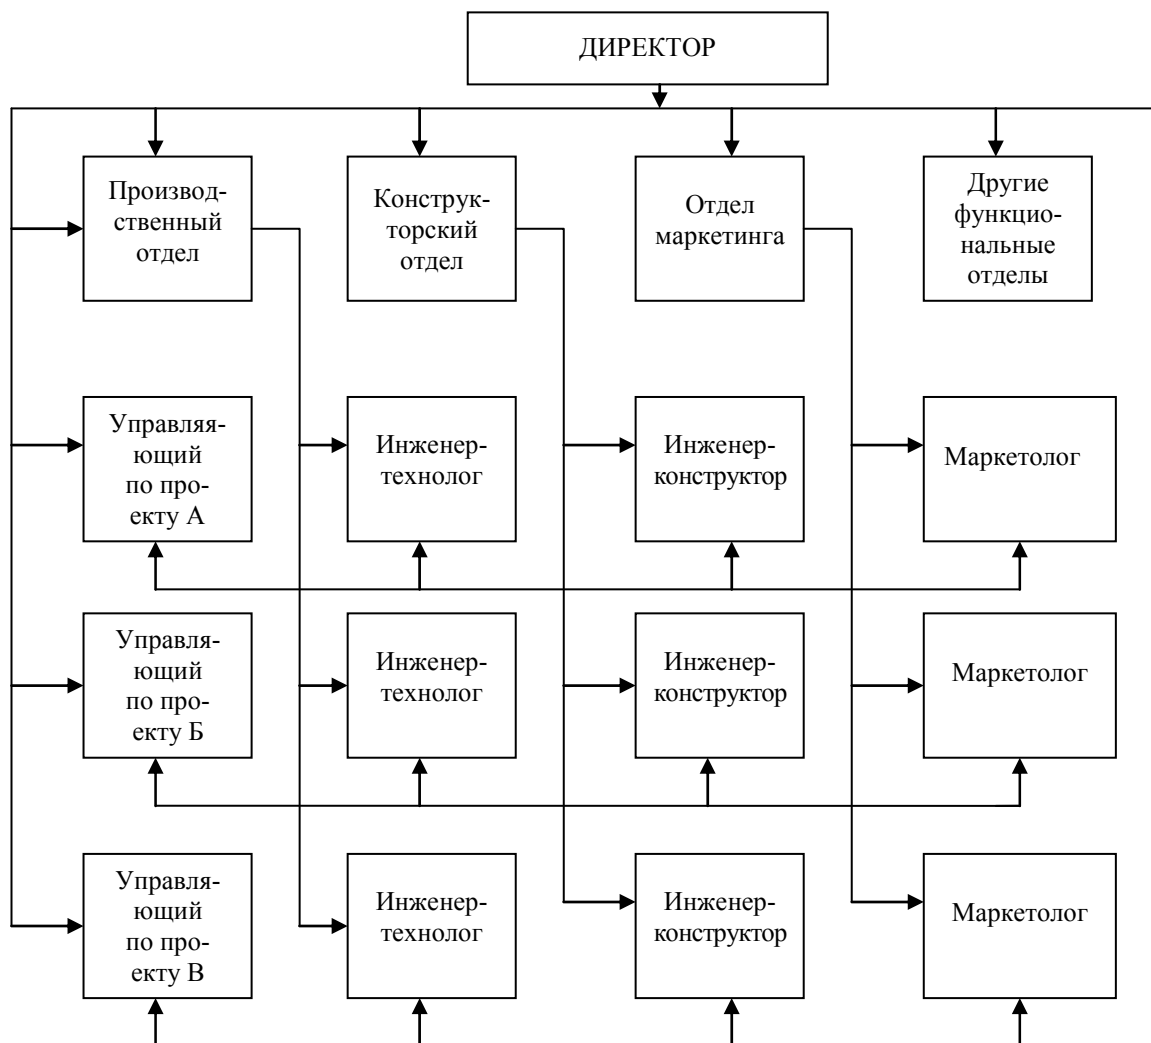 ДИРЕКТОР
Производ-
ственный
отдел
Конструк-
торский
отдел
Отдел
маркетинга
Другие
функцио-
нальные
отделы
Управляя-
ющий
по про-
екту А
Инженер-
технолог
Инженер-
конструктор
Маркетолог
Управля-
ющий
по про-
екту Б
Инженер-
технолог
Инженер-
конструктор
Маркетолог
Управля-
ющий
по про-
екту В
Инженер-
технолог
Инженер-
конструктор
Маркетолог